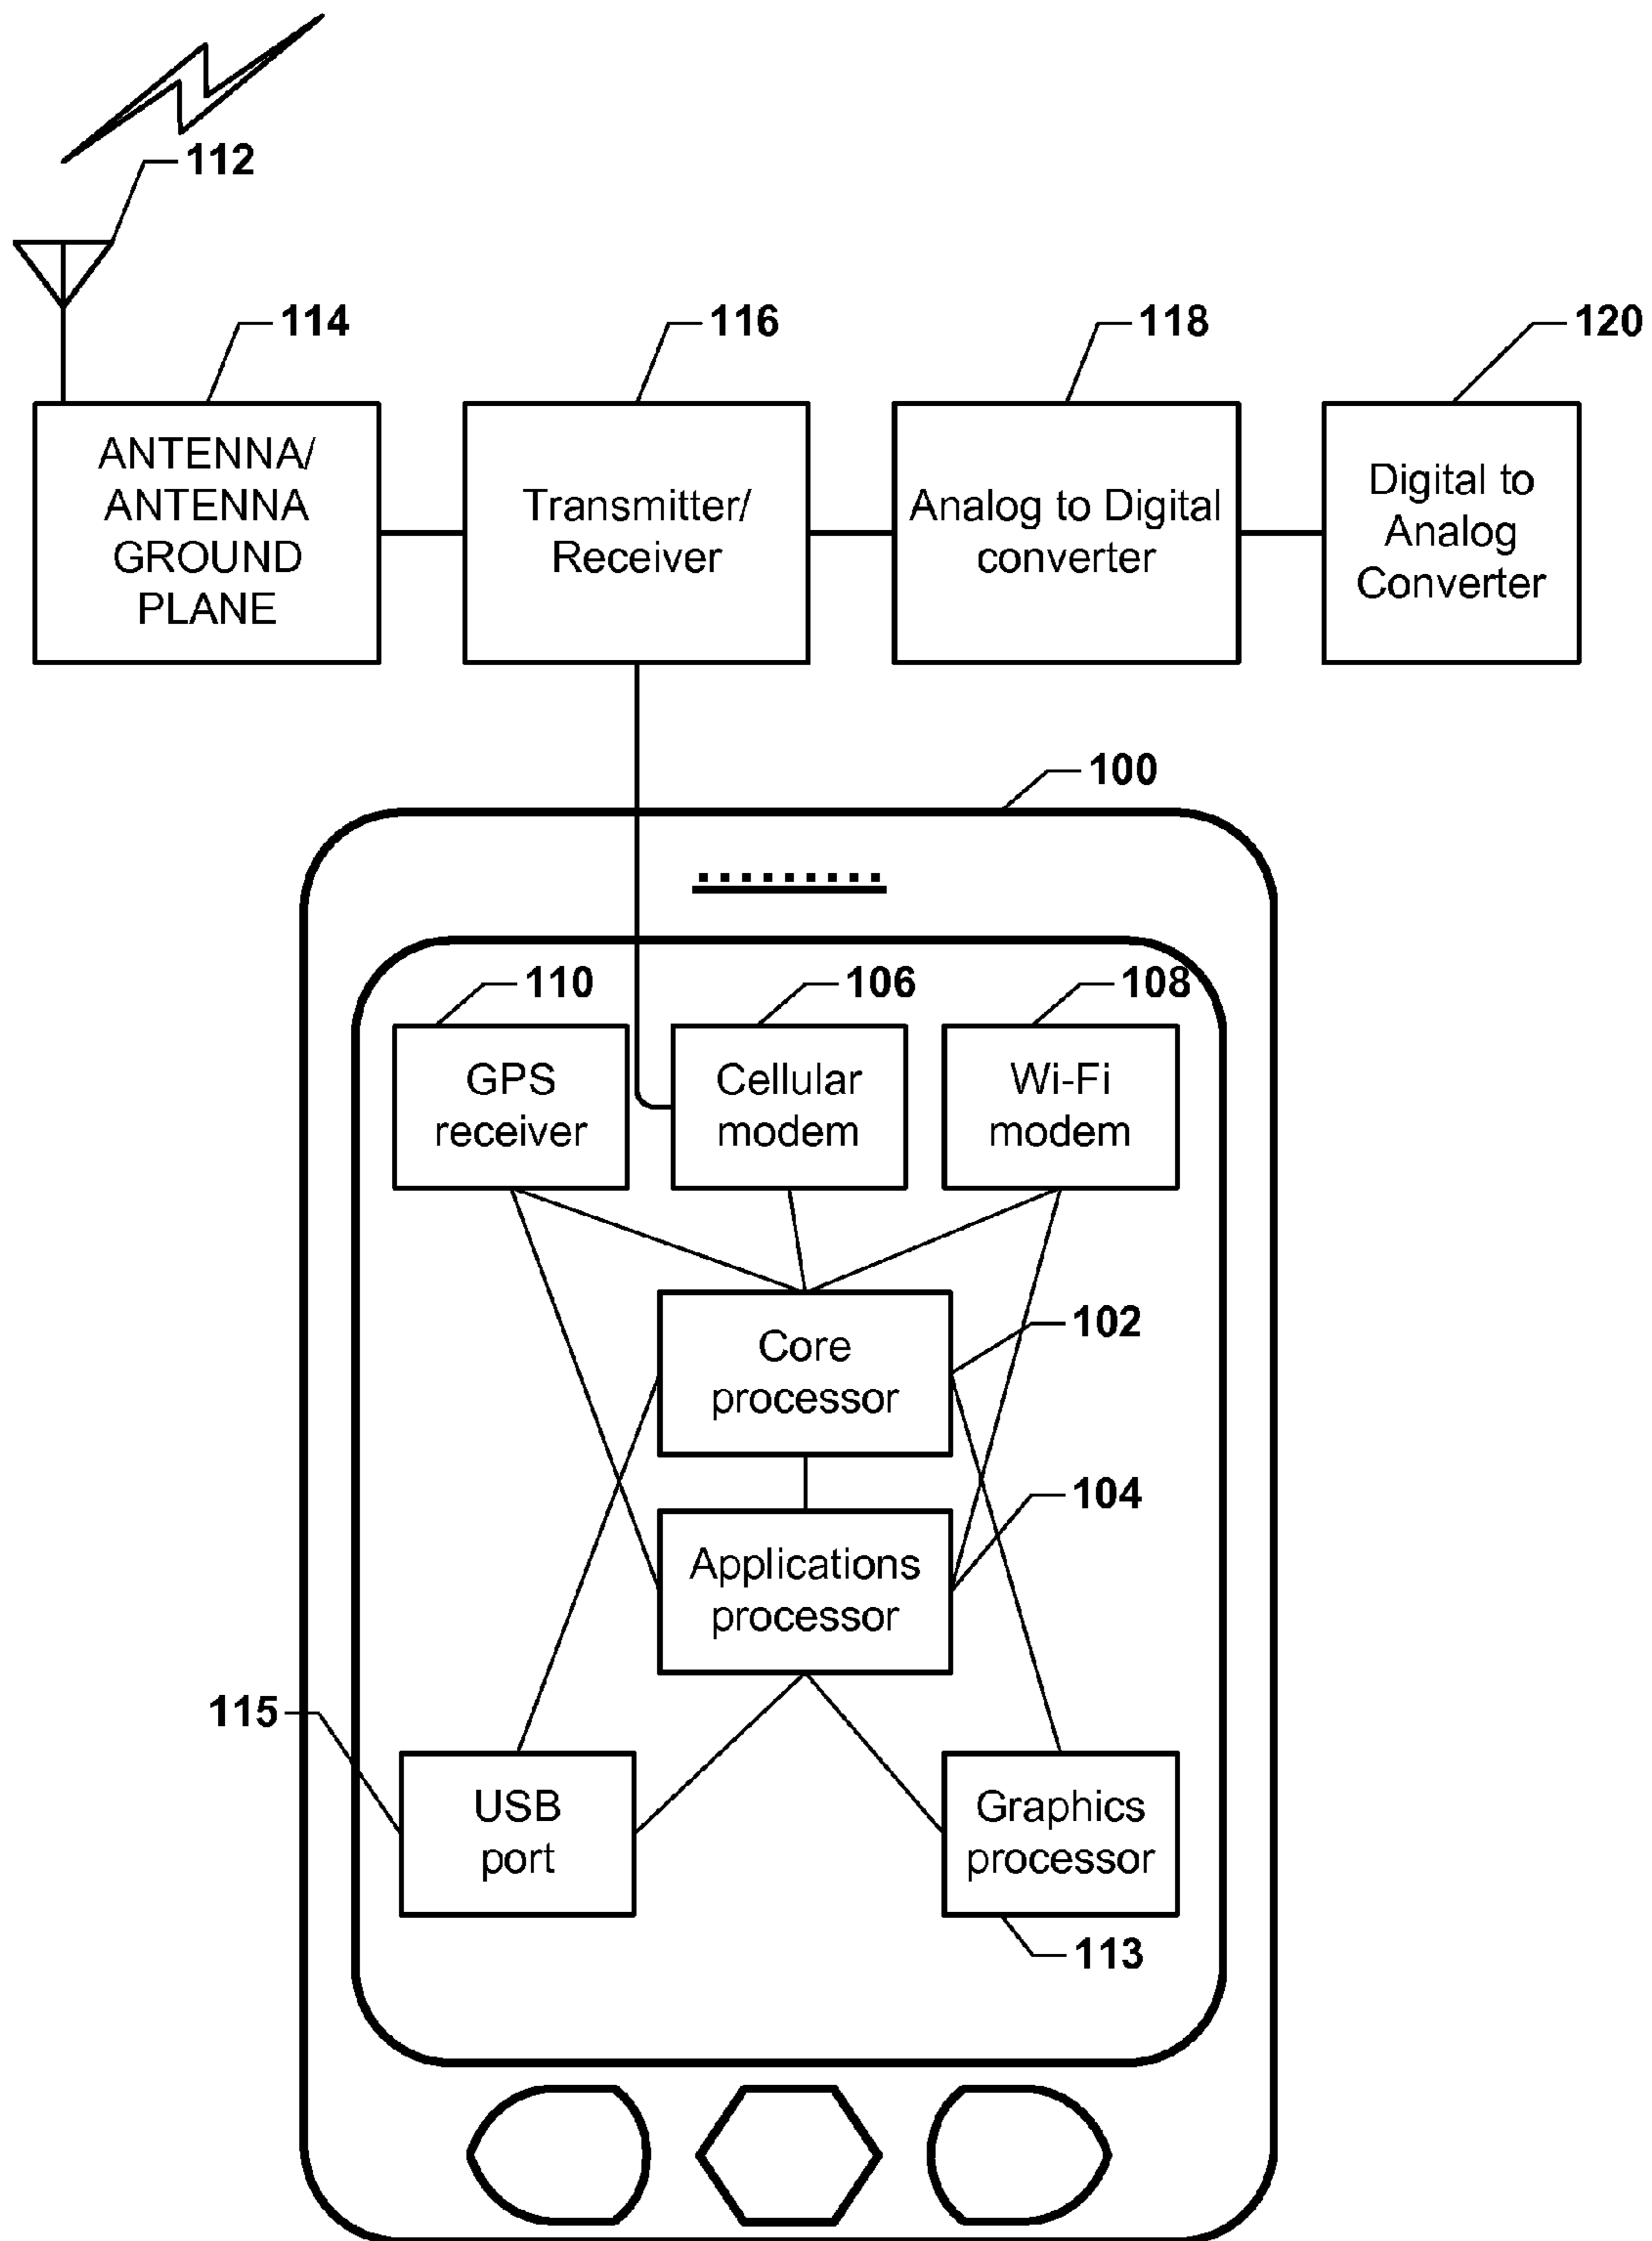 112
114
116
118
120
ANTENNA/
ANTENNA
GROUND
PLANE
Transmitter/
Receiver
Analog to Digital
converter
Digital to
Analog
Converter
100
110
106
108
GPS
receiver
Cellular
modem
Wi-Fi
modem
102
Core
processor
104
Applications
processor
115
USB
port
Graphics
processor
113